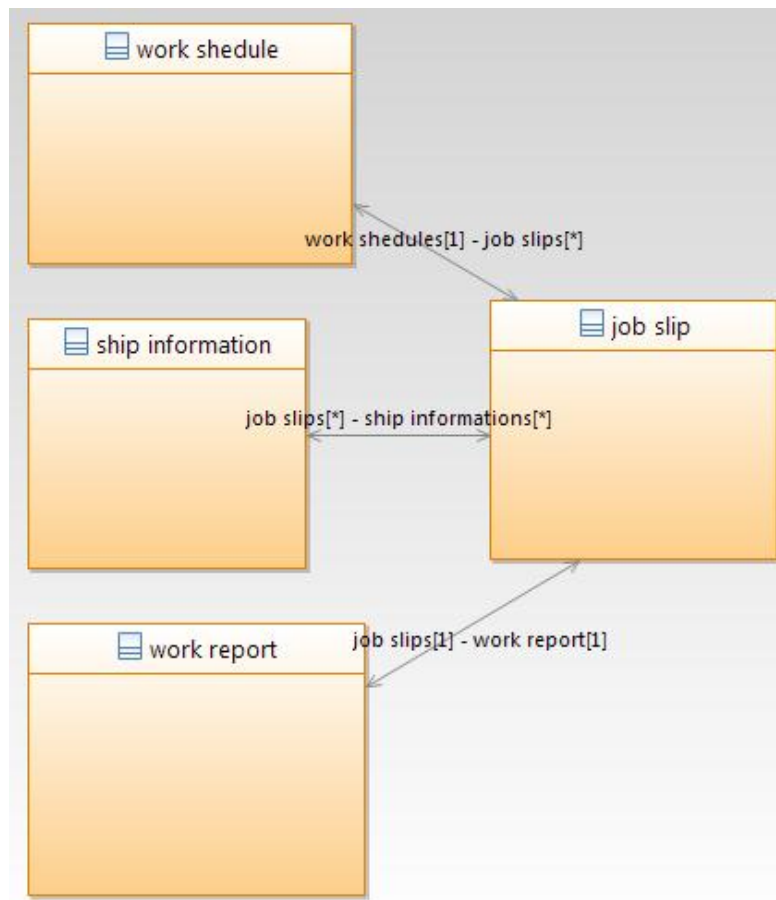 work shedule
work shedules[1] - job slips[*]
ship information
job slip
job slips[*] - ship informations[*]
work report
job slips[1] - work report[1]